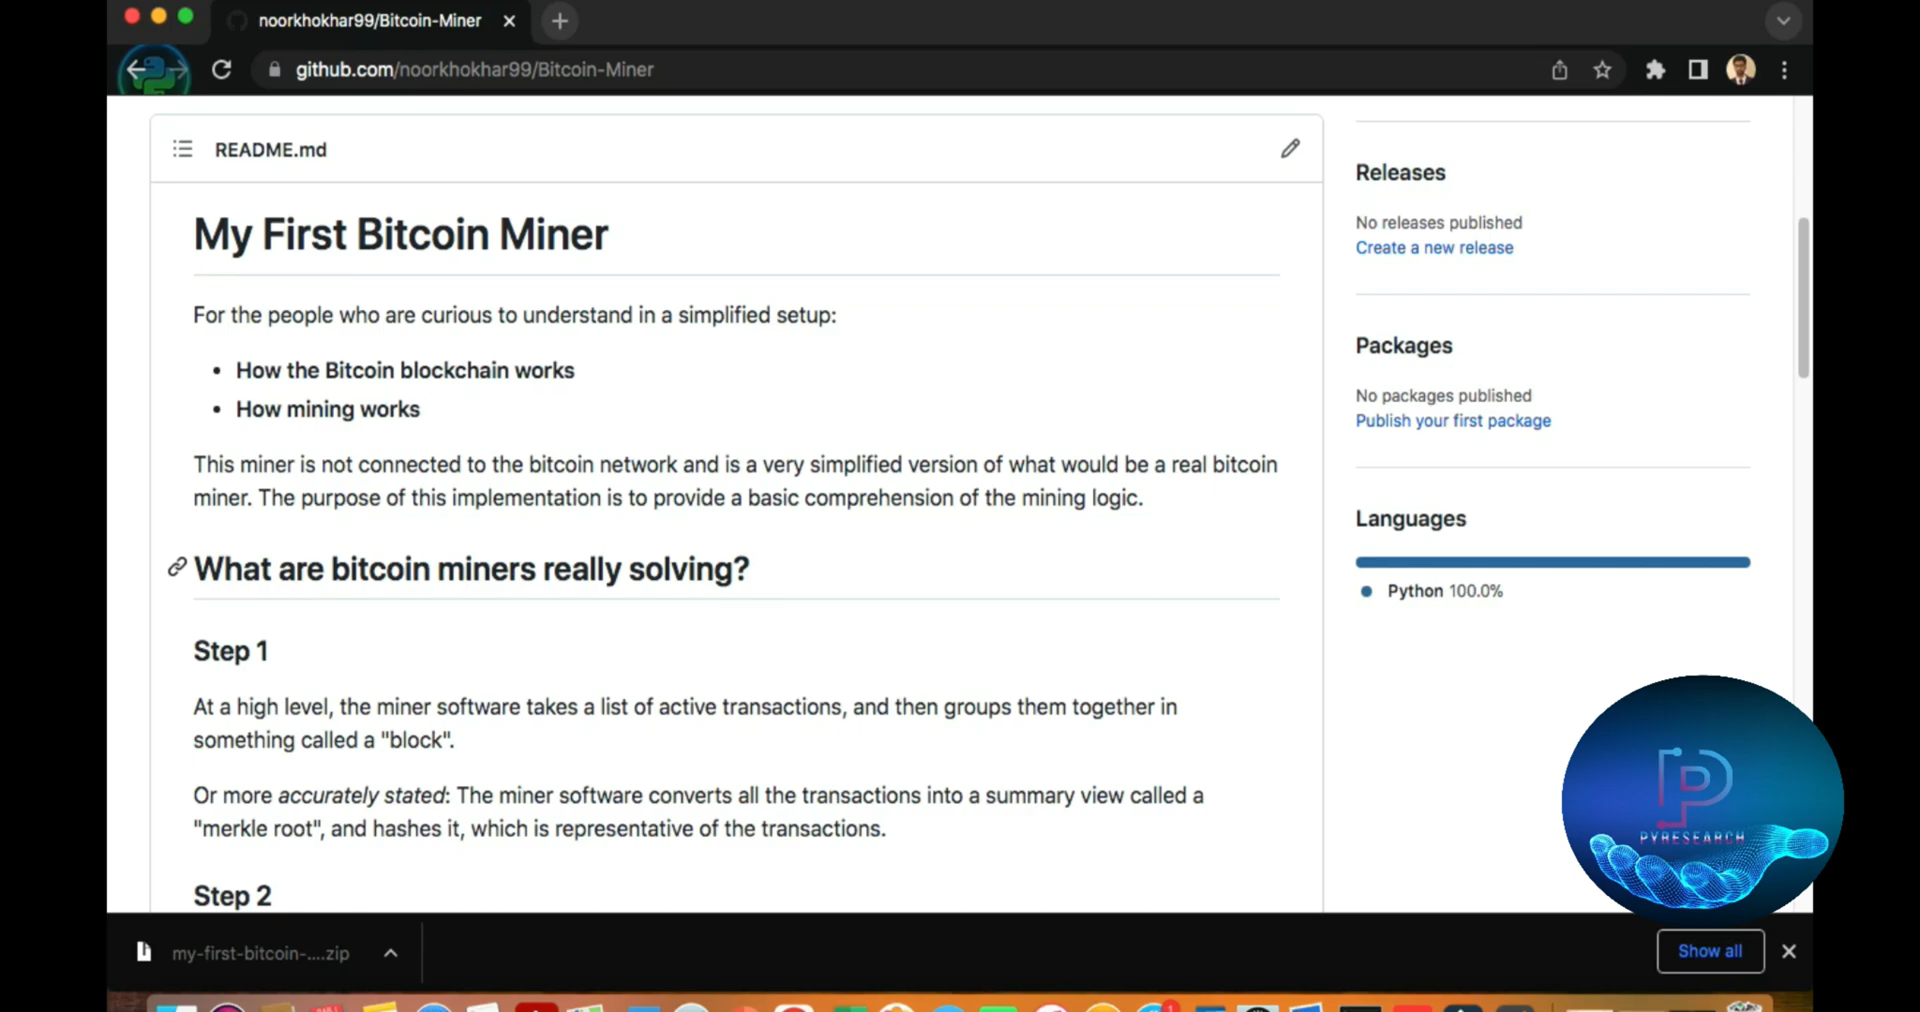 noorkhokhar99/Bitcoin-Miner
github.com/noorkhokhar99/Bitcoin-Miner
README.md
My First Bitcoin Miner
For the people who are curious to understand in a simplified setup:
• How the Bitcoin blockchain works
• How mining works
This miner is not connected to the bitcoin network and is a very simplified version of what would be a real bitcoin
miner. The purpose of this implementation is to provide a basic comprehension of the mining logic.
What are bitcoin miners really solving?
Step 1
At a high level, the miner software takes a list of active transactions, and then groups them together in
something called a "block".
Or more accurately stated: The miner software converts all the transactions into a summary view called a
"merkle root", and hashes it, which is representative of the transactions.
Step 2
Releases
No releases published
Create a new release
Packages
No packages published
Publish your first package
Languages
Python 100.0%
PYRESEARCH
my-first-bitcoin-....zip
Show all
1